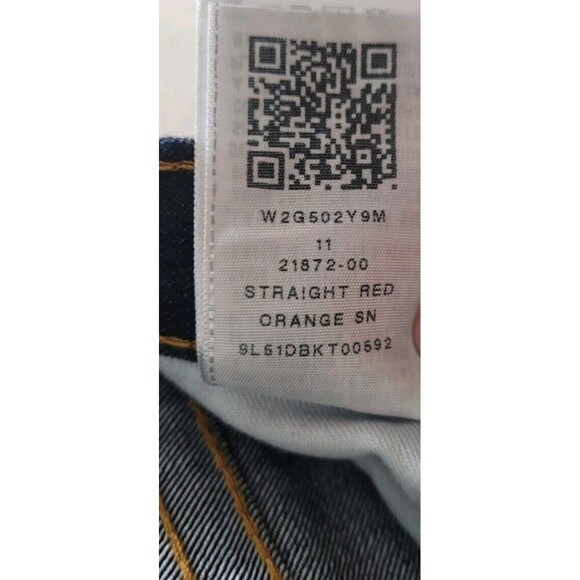 W2G502Y9M
11
21872-00
STRAIGHT RED
ORANGE SN
9L51DBKT00592